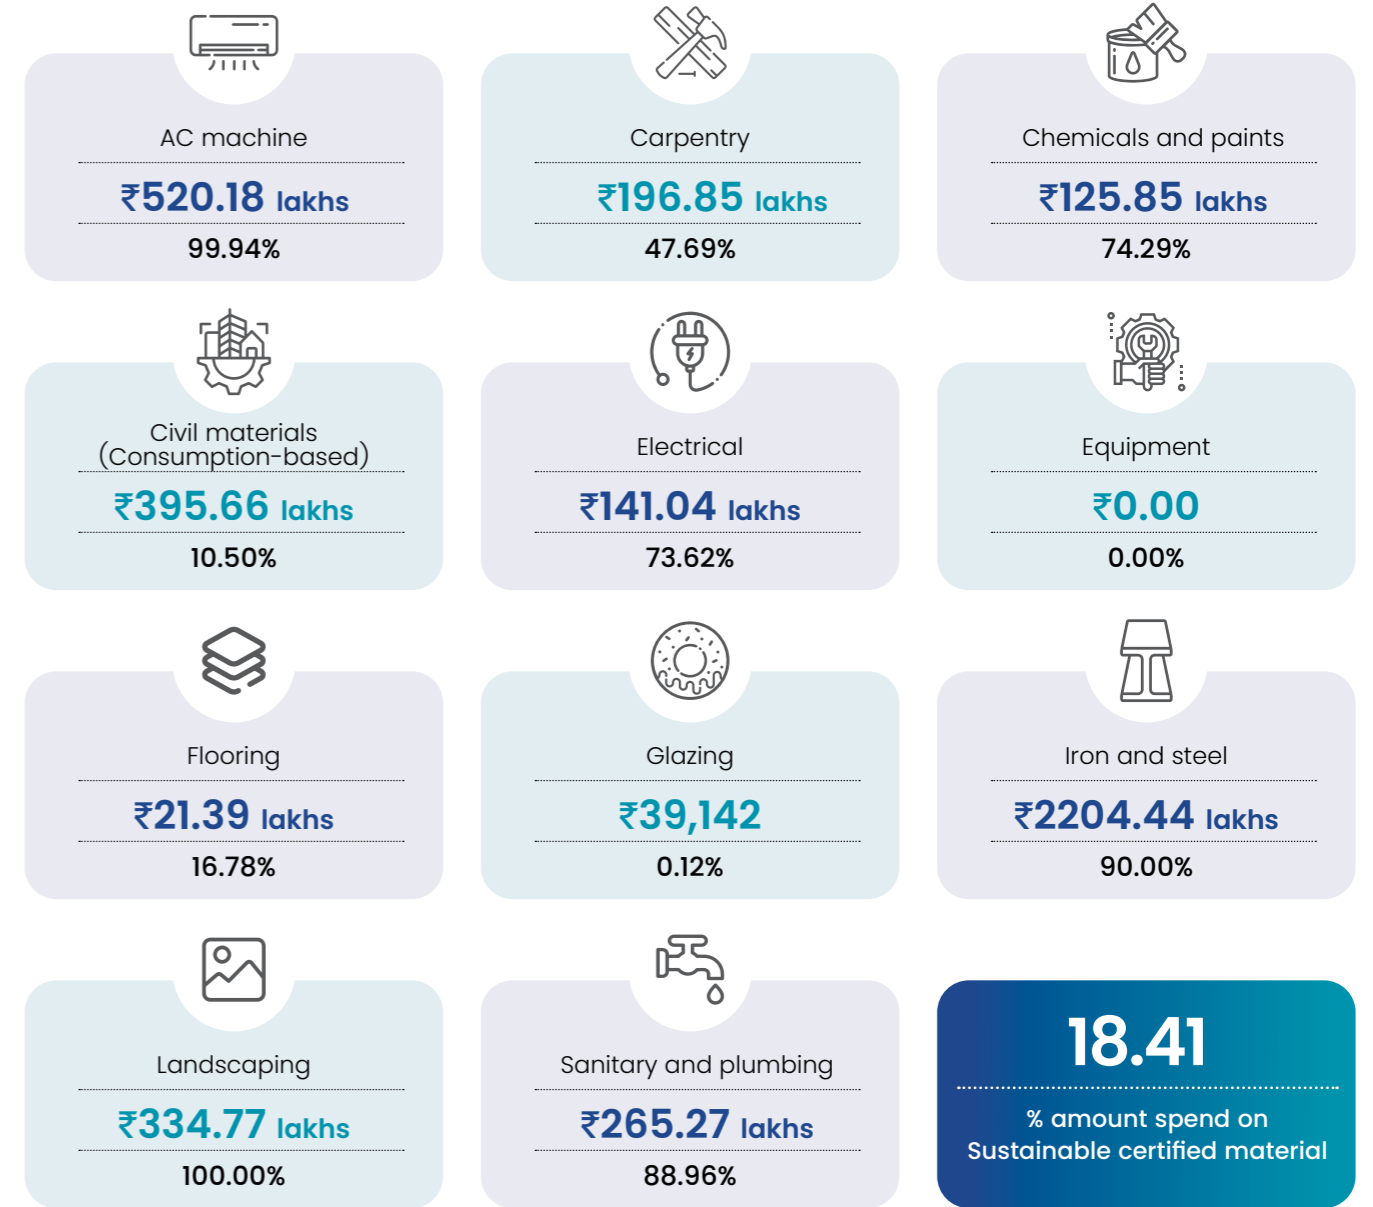 AC machine
₹520.18 lakhs
99.94%
Carpentry
₹196.85 lakhs
47.69%
Chemicals and paints
₹125.85 lakhs
74.29%
Civil materials
(Consumption-based)
₹395.66 lakhs
10.50%
Electrical
₹141.04 lakhs
73.62%
Equipment
₹0.00
0.00%
Flooring
₹21.39 lakhs
16.78%
Glazing
₹39,142
0.12%
Iron and steel
₹2204.44 lakhs
90.00%
Landscaping
₹334.77 lakhs
100.00%
Sanitary and plumbing
₹265.27 lakhs
88.96%
18.41
% amount spend on
Sustainable certified material